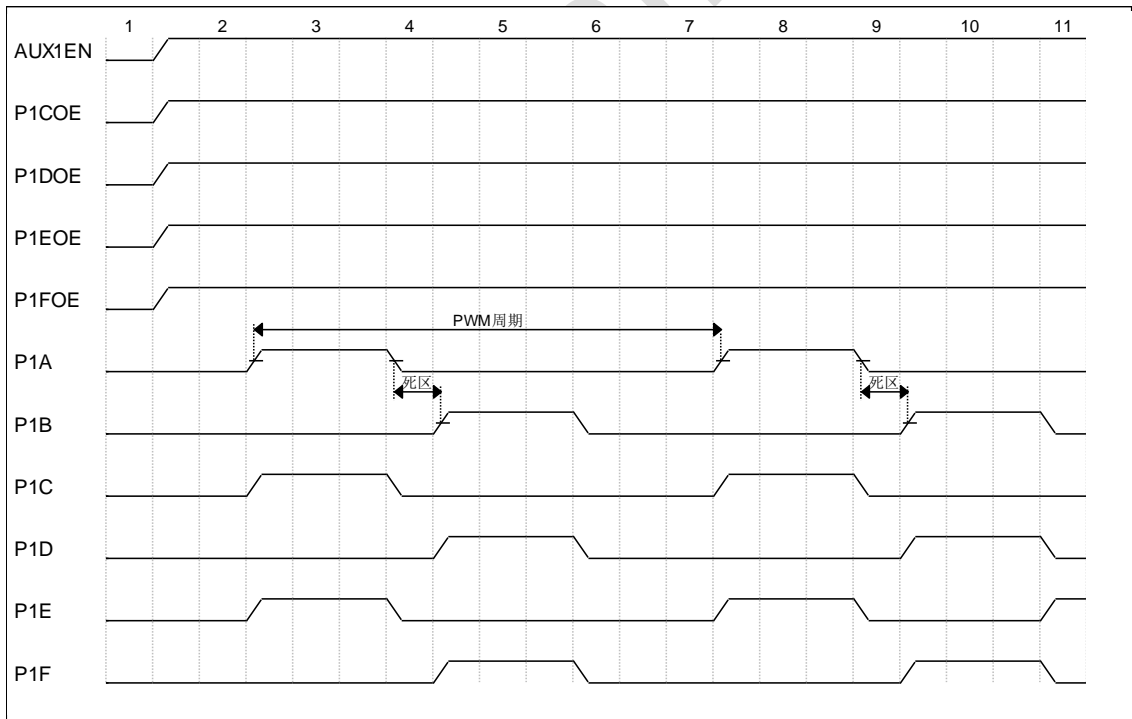 1 2 3 4 5 6 7 8 9 10 11
AUX1EN
P1COE
P1DOE
P1EOE
P1FOE
PWM周期
P1A
死区 死区
P1B
P1C
P1D
P1E
P1F